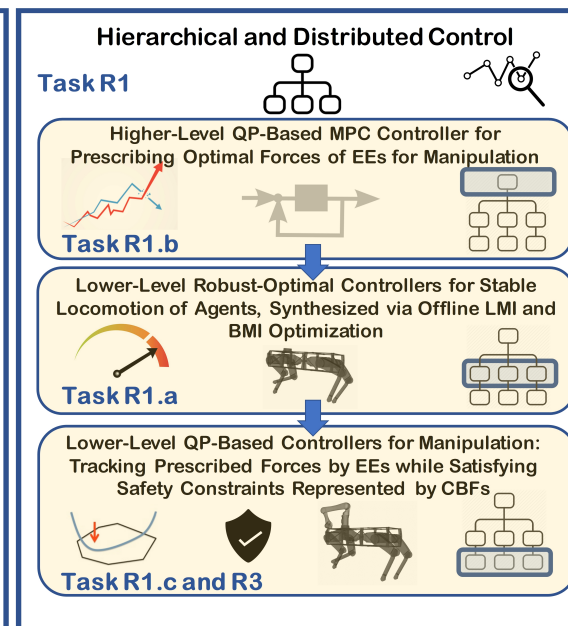 Hierarchical and Distributed Control
Task R1
Higher-Level QP-Based MPC Controller for
Prescribing Optimal Forces of EEs for Manipulation
Task R1.b
Lower-Level Robust-Optimal Controllers for Stable
Locomotion of Agents, Synthesized via Offline LMI and
BMI Optimization
Task R1.a
Lower-Level QP-Based Controllers for Manipulation:
Tracking Prescribed Forces by EEs while Satisfying
Safety Constraints Represented by CBFs
Task R1.c and R3